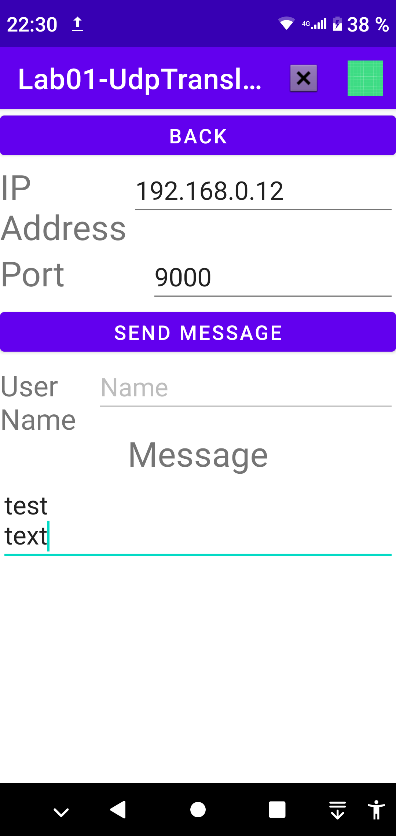 22:30 4G 38 %
Lab01-UdpTransl...
BACK
IP 192.168.0.12
Address
Port 9000
SEND MESSAGE
User Name
Name
Message
test
text